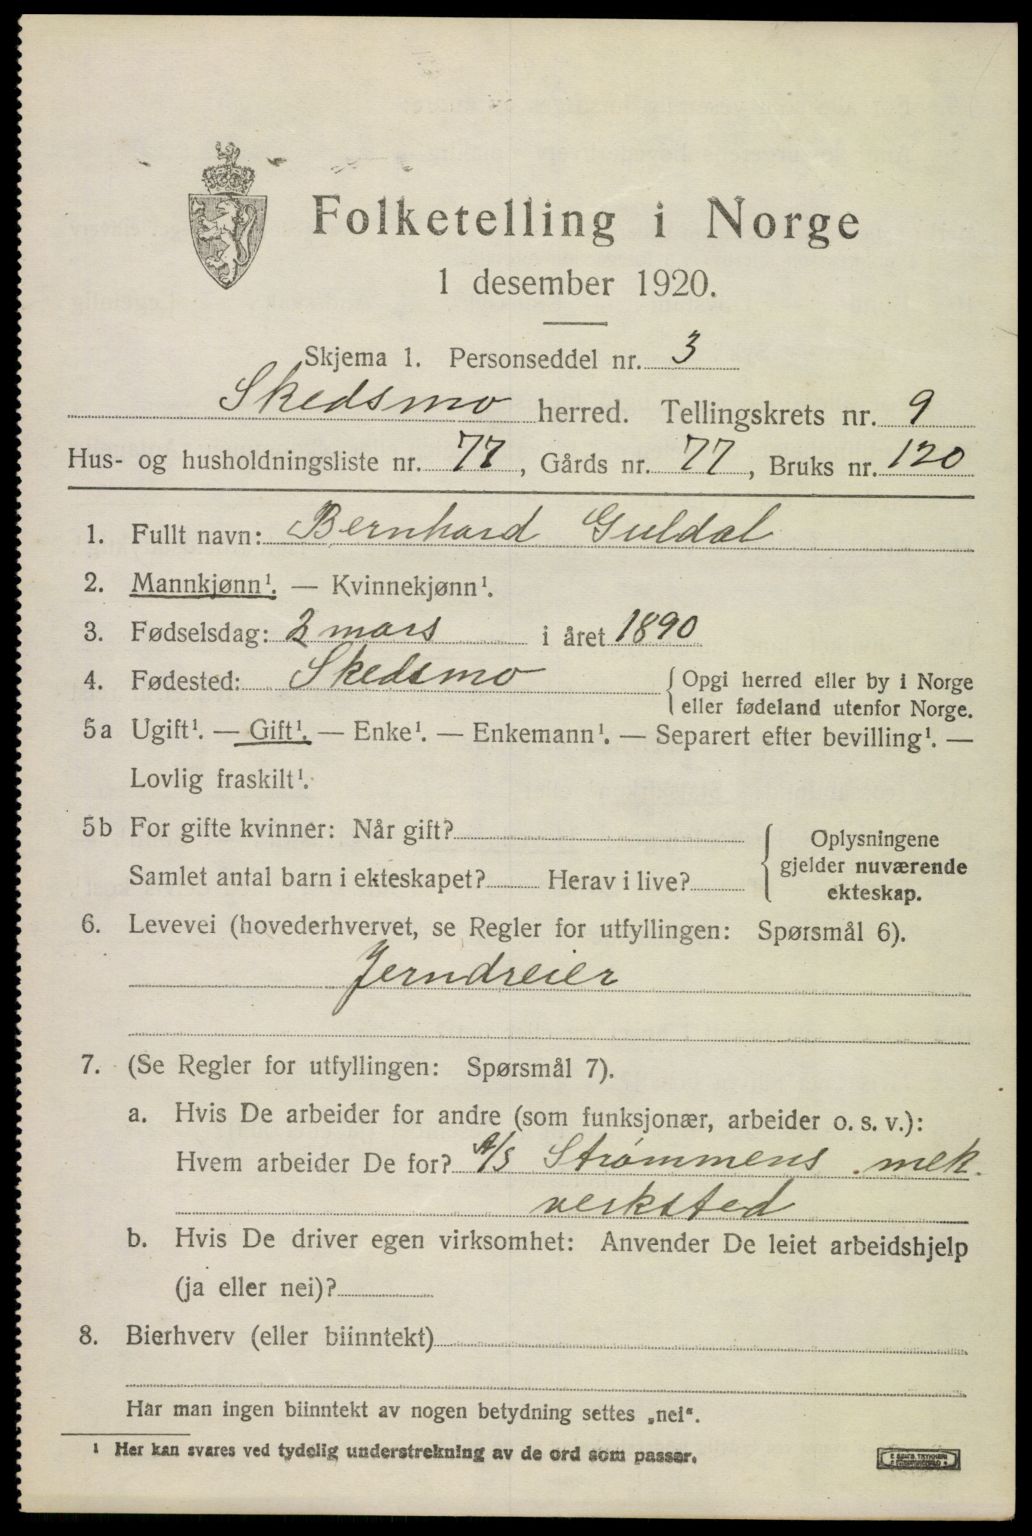 Folketelling i Norge
1 desember 1920.
Skjema 1. Personseddel nr. 3
Skedsmo herred. Tellingskrets nr. 9
Hus- og husholdningsliste nr. 77, Gårds nr. 77, Bruks nr. 120
1. Fullt navn: Bernhard Guldal
2. Mannkjønn¹. — Kvinnekjønn¹.
3. Fødselsdag: 2 mars i året 1890
4. Fødested: Skedsmo { Opgi herred eller by i Norge
eller fødeland utenfor Norge.
5a Ugift¹. — Gift¹. — Enke¹. — Enkemann¹. — Separert efter bevilling¹. —
Lovlig fraskilt¹.
5b For gifte kvinner: Når gift?
Samlet antal barn i ekteskapet? Herav i live?
{ Oplysningene
gjelder nuværende
ekteskap.
6. Levevei (hovederhvervet, se Regler for utfyllingen: Spørsmål 6).
Jerndreier
7. (Se Regler for utfyllingen: Spørsmål 7).
a. Hvis De arbeider for andre (som funksjonær, arbeider o. s. v.):
Hvem arbeider De for? A/S Strømmens mek.
verksted
b. Hvis De driver egen virksomhet: Anvender De leiet arbeidshjelp
(ja eller nei)?
8. Bierhverv (eller biinntekt)
Har man ingen biinntekt av nogen betydning settes „nei“.
¹ Her kan svares ved tydelig understrekning av de ord som passer.